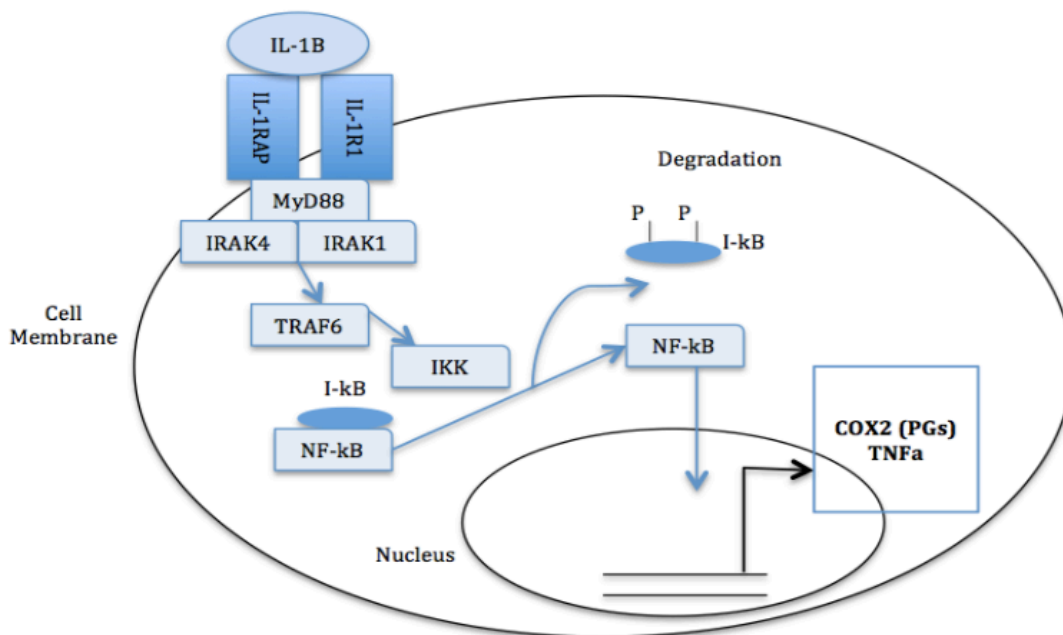 IL-1B
IL-1RAP
IL-1R1
MyD88
IRAK4
IRAK1
TRAF6
IKK
I-kB
NF-kB
Cell
Membrane
Degradation
P
P
I-kB
NF-kB
COX2 (PGs)
TNFa
Nucleus